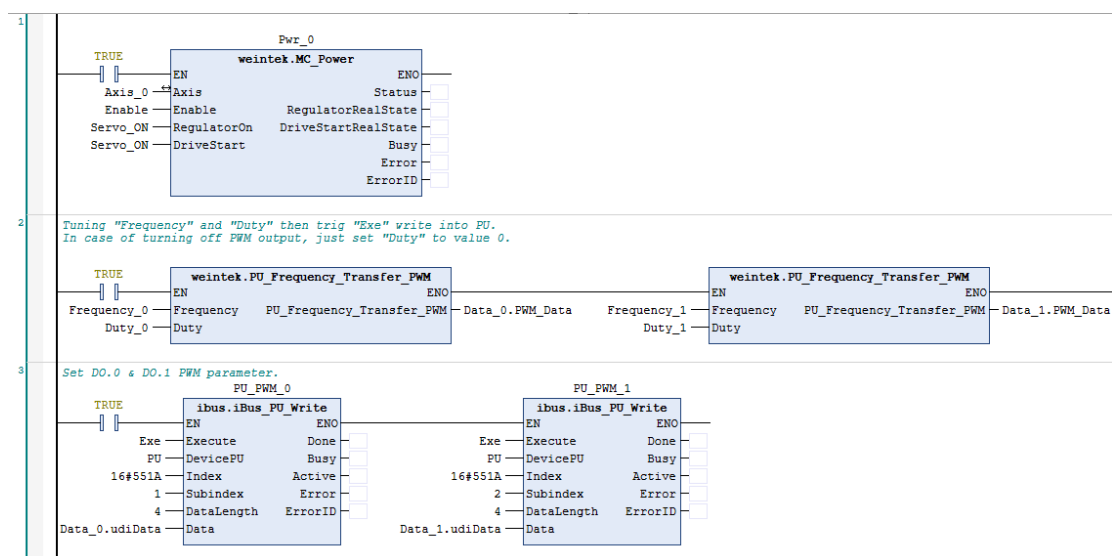 1
Pwr_0
TRUE
weintek.MC_Power
EN ENO
Axis_0 Axis Status
Enable Enable RegulatorRealState
Servo_ON RegulatorOn DriveStartRealState
Servo_ON DriveStart Busy
Error
ErrorID
2
Tuning "Frequency" and "Duty" then trig "Exe" write into PU.
In case of turning off PWM output, just set "Duty" to value 0.
TRUE
weintek.PU_Frequency_Transfer_PWM weintek.PU_Frequency_Transfer_PWM
EN ENO EN ENO
Frequency_0 Frequency PU_Frequency_Transfer_PWM Data_0.PWM_Data Frequency_1 Frequency PU_Frequency_Transfer_PWM Data_1.PWM_Data
Duty_0 Duty Duty_1 Duty
3
Set DO.0 & DO.1 PWM parameter.
PU_PWM_0 PU_PWM_1
TRUE
ibus.iBus_PU_Write ibus.iBus_PU_Write
EN ENO EN ENO
Exe Execute Done Exe Execute Done
PU DevicePU Busy PU DevicePU Busy
16#551A Index Active 16#551A Index Active
1 Subindex Error 2 Subindex Error
4 DataLength ErrorID 4 DataLength ErrorID
Data_0.udiData Data Data_1.udiData Data